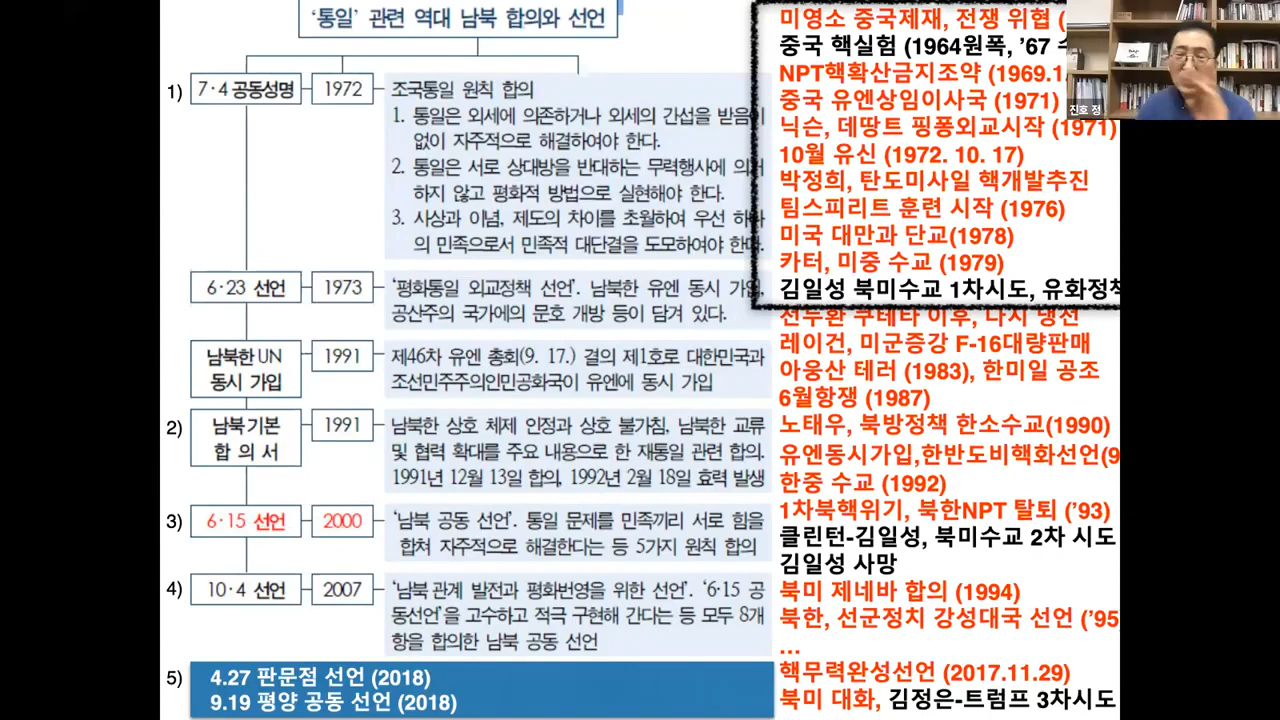 ‘통일’ 관련 역대 남북 합의와 선언
1)
7·4 공동성명
1972
조국통일 원칙 합의
1. 통일은 외세에 의존하거나 외세의 간섭을 받음이
없이 자주적으로 해결하여야 한다.
2. 통일은 서로 상대방을 반대하는 무력행사에 의거
하지 않고 평화적 방법으로 실현해야 한다.
3. 사상과 이념, 제도의 차이를 초월하여 우선 하나
의 민족으로서 민족적 대단결을 도모하여야 한다.
6·23 선언
1973
‘평화통일 외교정책 선언’. 남북한 유엔 동시 가입,
공산주의 국가에의 문호 개방 등이 담겨 있다.
남북한 UN
동시 가입
1991
제46차 유엔 총회(9. 17.) 결의 제1호로 대한민국과
조선민주주의인민공화국이 유엔에 동시 가입
2)
남북 기본
합 의 서
1991
남북한 상호 체제 인정과 상호 불가침, 남북한 교류
및 협력 확대를 주요 내용으로 한 재통일 관련 합의.
1991년 12월 13일 합의, 1992년 2월 18일 효력 발생
3)
6·15 선언
2000
‘남북 공동 선언’. 통일 문제를 민족끼리 서로 힘을
합쳐 자주적으로 해결한다는 등 5가지 원칙 합의
4)
10·4 선언
2007
‘남북 관계 발전과 평화번영을 위한 선언’. ‘6·15 공
동선언’을 고수하고 적극 구현해 간다는 등 모두 8개
항을 합의한 남북 공동 선언
5)
4.27 판문점 선언 (2018)
9.19 평양 공동 선언 (2018)
미영소 중국제재, 전쟁 위협 (
중국 핵실험 (1964원폭, ’67
NPT핵확산금지조약 (1969.1
중국 유엔상임이사국 (1971)
닉슨, 데땅트 핑퐁외교시작 (1971)
10월 유신 (1972. 10. 17)
박정희, 탄도미사일 핵개발추진
팀스피리트 훈련 시작 (1976)
미국 대만과 단교(1978)
카터, 미중 수교 (1979)
김일성 북미수교 1차시도, 유화정책
전두환 쿠테타 이후, 다시 냉전
레이건, 미군증강 F-16대량판매
아웅산 테러 (1983), 한미일 공조
6월항쟁 (1987)
노태우, 북방정책 한소수교(1990)
유엔동시가입,한반도비핵화선언(9
한중 수교 (1992)
1차북핵위기, 북한NPT 탈퇴 (’93)
클린턴-김일성, 북미수교 2차 시도
김일성 사망
북미 제네바 합의 (1994)
북한, 선군정치 강성대국 선언 (’95
...
핵무력완성선언 (2017.11.29)
북미 대화, 김정은-트럼프 3차시도
진호 정